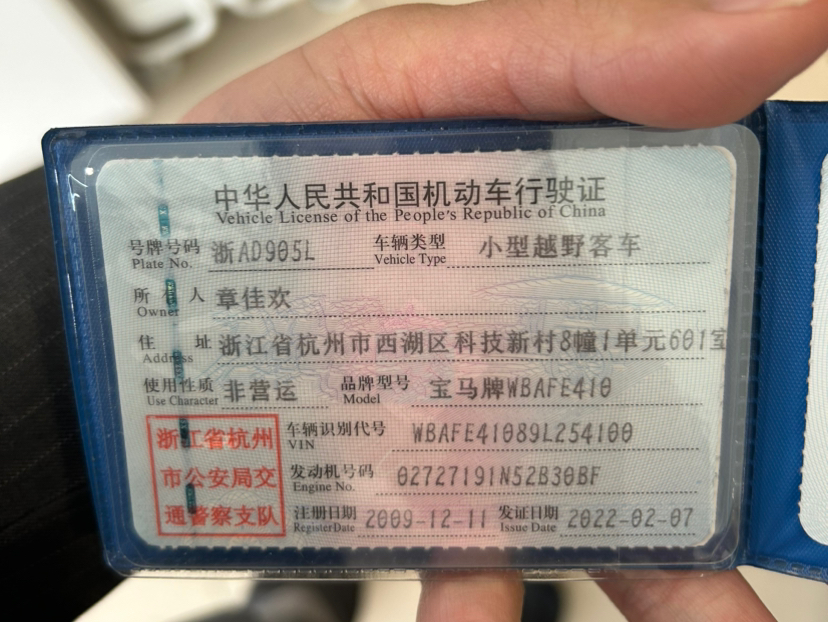 中华人民共和国机动车行驶证
Vehicle License of the People's Republic of China
号牌号码 浙AD905L 车辆类型 小型越野客车
Plate No. Vehicle Type
所有人 章佳欢
Owner
住址 浙江省杭州市西湖区科技新村8幢1单元601室
Address
使用性质 非营运 品牌型号 宝马牌WBAFE410
Use Character Model
浙江省杭州 车辆识别代号 WBAFE41089L254100
VIN
市公安局交 发动机号码 02727191N52B30BF
Engine No.
通警察支队 注册日期 2009-12-11 发证日期 2022-02-07
Register Date Issue Date